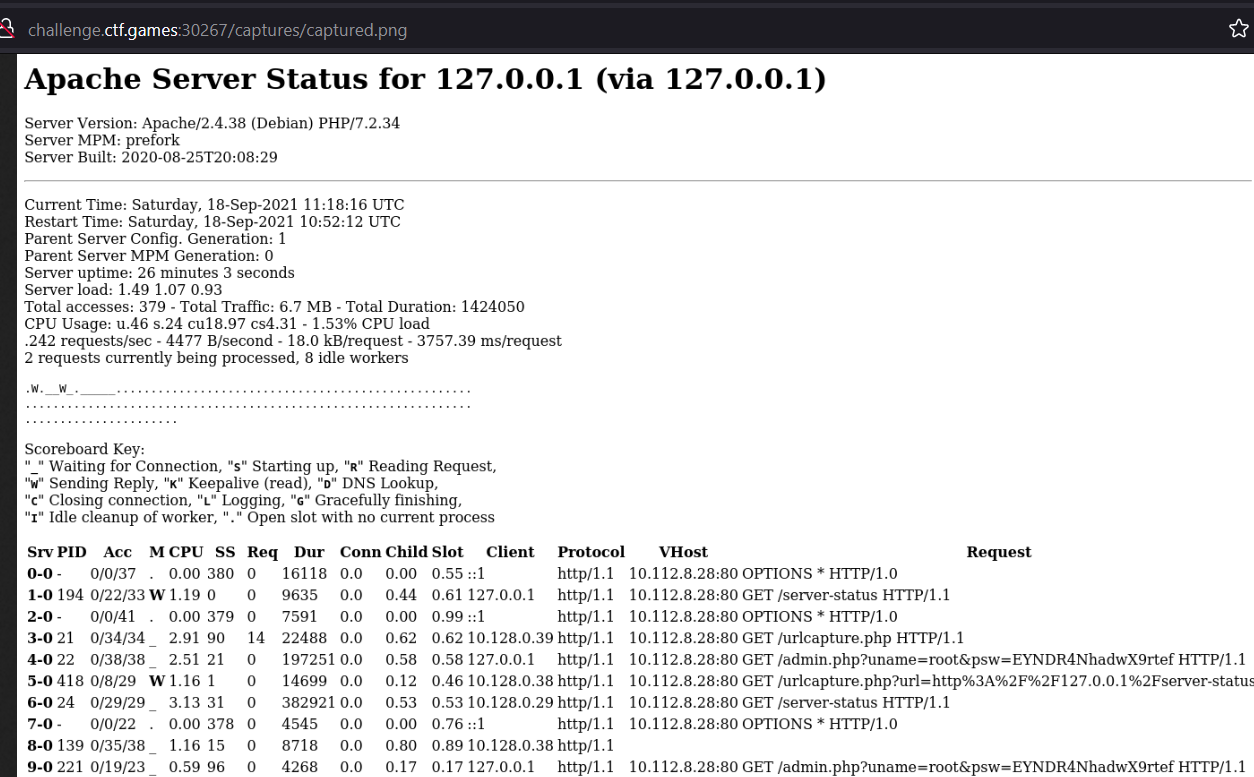 challenge.ctf.games:30267/captures/captured.png
Apache Server Status for 127.0.0.1 (via 127.0.0.1)
Server Version: Apache/2.4.38 (Debian) PHP/7.2.34
Server MPM: prefork
Server Built: 2020-08-25T20:08:29
Current Time: Saturday, 18-Sep-2021 11:18:16 UTC
Restart Time: Saturday, 18-Sep-2021 10:52:12 UTC
Parent Server Config. Generation: 1
Parent Server MPM Generation: 0
Server uptime: 26 minutes 3 seconds
Server load: 1.49 1.07 0.93
Total accesses: 379 - Total Traffic: 6.7 MB - Total Duration: 1424050
CPU Usage: u.46 s.24 cu18.97 cs4.31 - 1.53% CPU load
.242 requests/sec - 4477 B/second - 18.0 kB/request - 3757.39 ms/request
2 requests currently being processed, 8 idle workers
.W.__W_._____...................................................
................................................................
......................
Scoreboard Key:
"_" Waiting for Connection, "S" Starting up, "R" Reading Request,
"W" Sending Reply, "K" Keepalive (read), "D" DNS Lookup,
"C" Closing connection, "L" Logging, "G" Gracefully finishing,
"I" Idle cleanup of worker, "." Open slot with no current process
Srv PID Acc M CPU SS Req Dur Conn Child Slot Client Protocol VHost Request
0-0 - 0/0/37 . 0.00 380 0 16118 0.0 0.00 0.55 ::1 http/1.1 10.112.8.28:80 OPTIONS * HTTP/1.0
1-0 194 0/22/33 W 1.19 0 0 9635 0.0 0.44 0.61 127.0.0.1 http/1.1 10.112.8.28:80 GET /server-status HTTP/1.1
2-0 - 0/0/41 . 0.00 379 0 7591 0.0 0.00 0.99 ::1 http/1.1 10.112.8.28:80 OPTIONS * HTTP/1.0
3-0 21 0/34/34 _ 2.91 90 14 22488 0.0 0.62 0.62 10.128.0.39 http/1.1 10.112.8.28:80 GET /urlcapture.php HTTP/1.1
4-0 22 0/38/38 _ 2.51 21 0 197251 0.0 0.58 0.58 127.0.0.1 http/1.1 10.112.8.28:80 GET /admin.php?uname=root&psw=EYNDR4NhadwX9rtef HTTP/1.1
5-0 418 0/8/29 W 1.16 1 0 14699 0.0 0.12 0.46 10.128.0.38 http/1.1 10.112.8.28:80 GET /urlcapture.php?url=http%3A%2F%2F127.0.0.1%2Fserver-status
6-0 24 0/29/29 _ 3.13 31 0 382921 0.0 0.53 0.53 10.128.0.29 http/1.1 10.112.8.28:80 GET /server-status HTTP/1.1
7-0 - 0/0/22 . 0.00 378 0 4545 0.0 0.00 0.76 ::1 http/1.1 10.112.8.28:80 OPTIONS * HTTP/1.0
8-0 139 0/35/38 _ 1.16 15 0 8718 0.0 0.80 0.89 10.128.0.38 http/1.1
9-0 221 0/19/23 _ 0.59 96 0 4268 0.0 0.17 0.17 127.0.0.1 http/1.1 10.112.8.28:80 GET /admin.php?uname=root&psw=EYNDR4NhadwX9rtef HTTP/1.1